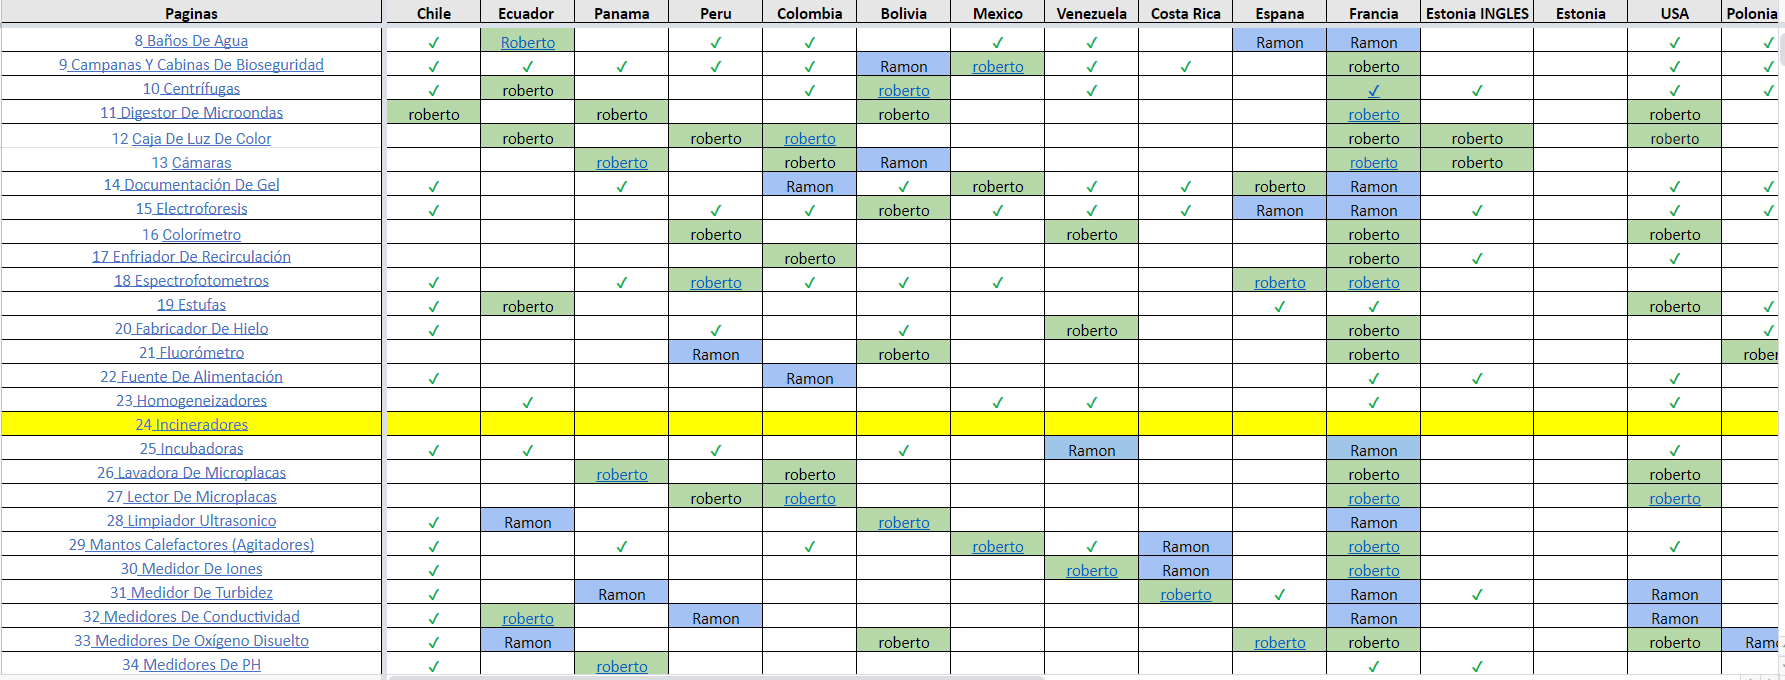 Paginas Chile Ecuador Panama Peru Colombia Bolivia Mexico Venezuela Costa Rica Espana Francia Estonia INGLES Estonia USA Polonia
8 Baños De Agua ✓ Roberto ✓ ✓ ✓ ✓ Ramon Ramon ✓ ✓
9 Campanas Y Cabinas De Bioseguridad ✓ ✓ ✓ ✓ ✓ Ramon roberto ✓ ✓ roberto ✓ ✓
10 Centrífugas ✓ roberto ✓ roberto ✓ ✓ ✓ ✓ ✓
11 Digestor De Microondas roberto roberto roberto roberto roberto
12 Caja De Luz De Color roberto roberto roberto roberto roberto roberto
13 Cámaras roberto roberto Ramon roberto roberto
14 Documentación De Gel ✓ ✓ Ramon ✓ roberto ✓ ✓ roberto Ramon ✓ ✓
15 Electroforesis ✓ ✓ ✓ roberto ✓ ✓ ✓ Ramon Ramon ✓ ✓ ✓
16 Colorímetro roberto roberto roberto roberto
17 Enfriador De Recirculación roberto roberto ✓ ✓
18 Espectrofotometros ✓ ✓ roberto ✓ ✓ ✓ roberto roberto
19 Estufas ✓ roberto ✓ ✓ roberto ✓
20 Fabricador De Hielo ✓ ✓ ✓ roberto roberto ✓
21 Fluorómetro Ramon roberto roberto rober
22 Fuente De Alimentación ✓ Ramon ✓ ✓ ✓
23 Homogeneizadores ✓ ✓ ✓ ✓ ✓
24 Incineradores
25 Incubadoras ✓ ✓ ✓ ✓ Ramon Ramon ✓
26 Lavadora De Microplacas roberto roberto roberto roberto
27 Lector De Microplacas roberto roberto roberto roberto
28 Limpiador Ultrasonico ✓ Ramon roberto Ramon
29 Mantos Calefactores (Agitadores) ✓ ✓ ✓ roberto ✓ Ramon roberto ✓
30 Medidor De Iones ✓ roberto Ramon roberto
31 Medidor De Turbidez ✓ Ramon roberto ✓ Ramon ✓ Ramon
32 Medidores De Conductividad ✓ roberto Ramon Ramon Ramon
33 Medidores De Oxígeno Disuelto ✓ Ramon roberto roberto roberto roberto Ram
34 Medidores De PH ✓ roberto ✓ ✓